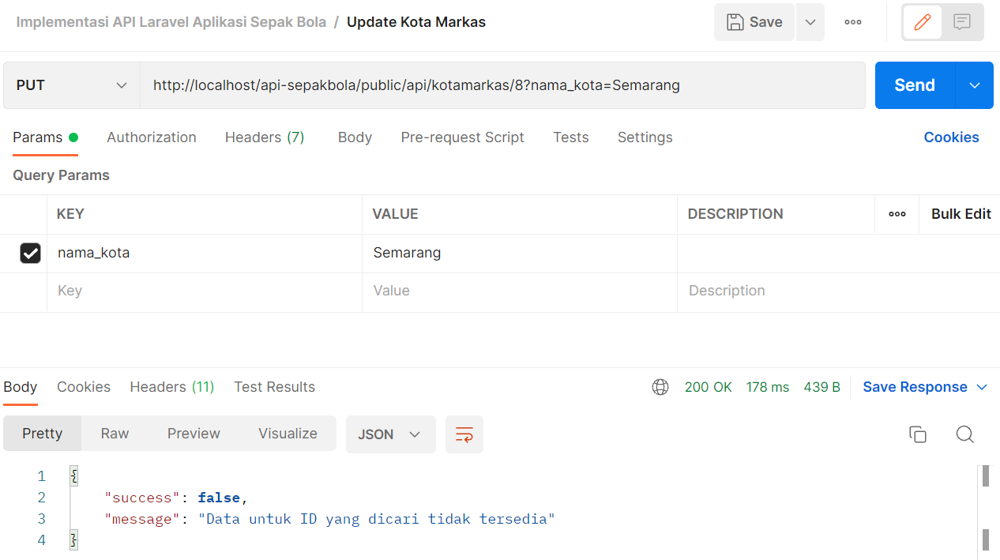 Implementasi API Laravel Aplikasi Sepak Bola / Update Kota Markas
Save
PUT
http://localhost/api-sepakbola/public/api/kotamarkas/8?nama_kota=Semarang
Send
Params Authorization Headers (7) Body Pre-request Script Tests Settings Cookies
Query Params
KEY VALUE DESCRIPTION Bulk Edit
nama_kota Semarang
Key Value Description
Body Cookies Headers (11) Test Results 200 OK 178 ms 439 B Save Response
Pretty Raw Preview Visualize JSON
1 {
2 "success": false,
3 "message": "Data untuk ID yang dicari tidak tersedia"
4 }